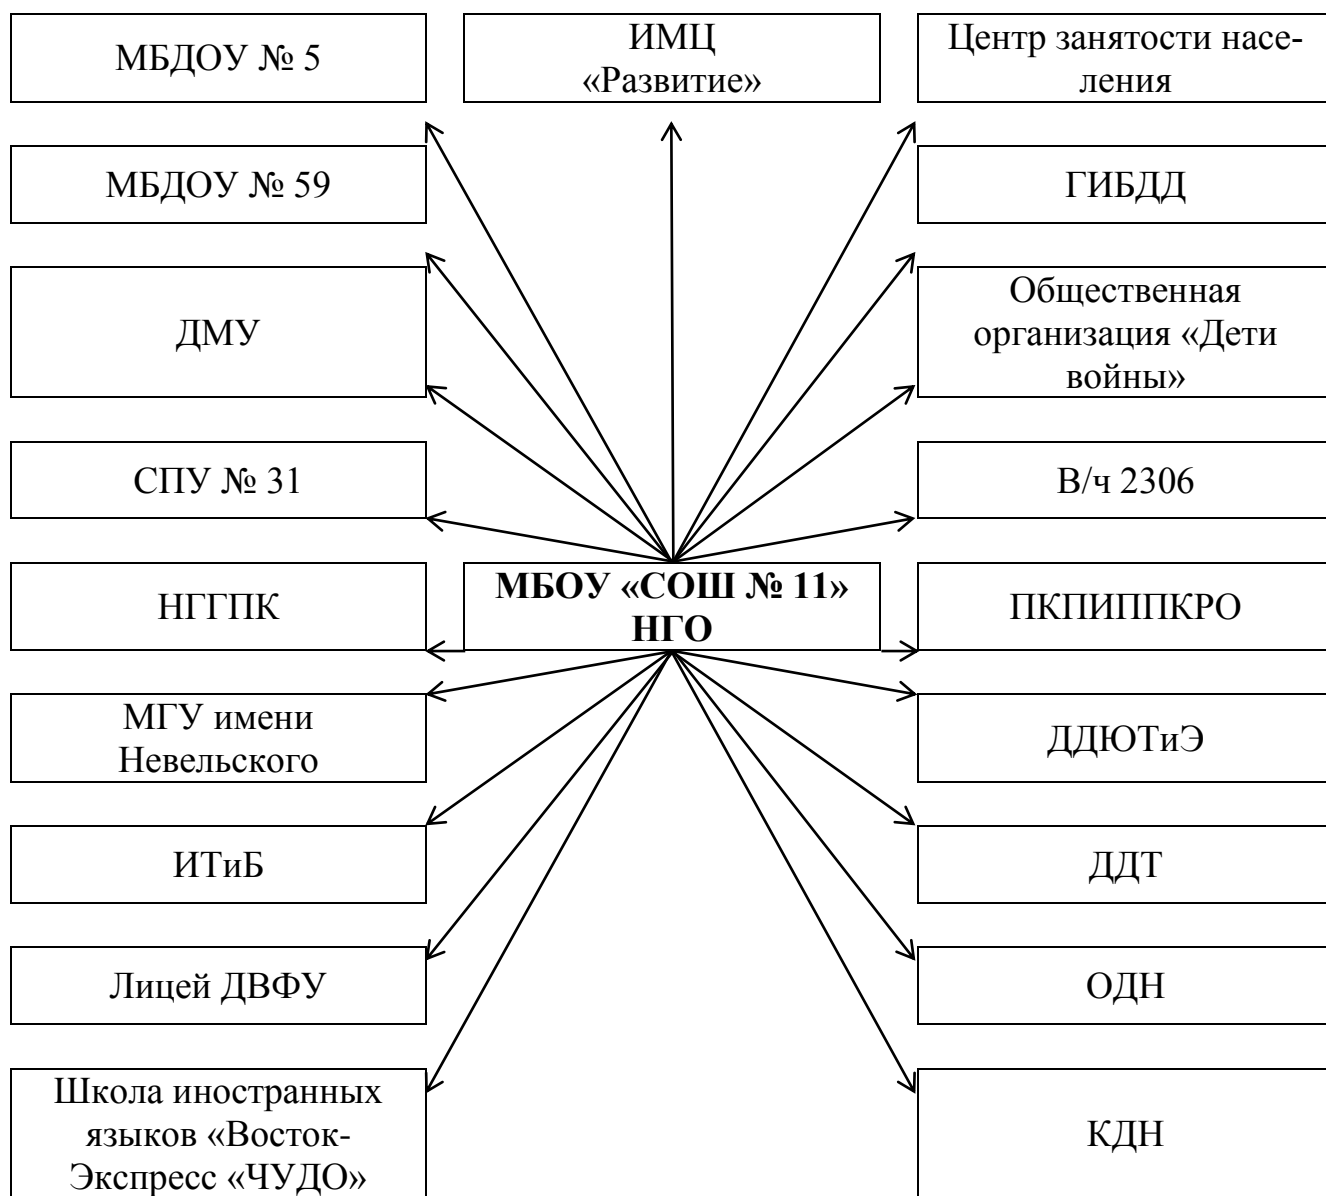 МБДОУ № 5
ИМЦ
«Развитие»
Центр занятости насе-
ления
МБДОУ № 59
ГИБДД
ДМУ
Общественная
организация «Дети
войны»
СПУ № 31
В/ч 2306
НГГПК
МБОУ «СОШ № 11»
НГО
ПКПИППКРО
МГУ имени
Невельского
ДДЮТиЭ
ИТиБ
ДДТ
Лицей ДВФУ
ОДН
Школа иностранных
языков «Восток-
Экспресс «ЧУДО»
КДН